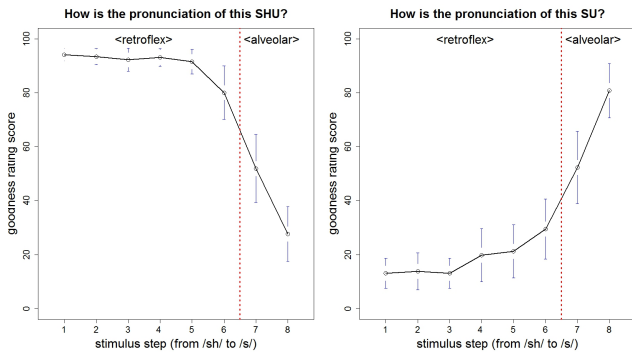 How is the pronunciation of this SHU?
<retroflex>
<alveolar>
goodness rating score
100
80
60
40
20
0
1 2 3 4 5 6 7 8
stimulus step (from /sh/ to /s/)
How is the pronunciation of this SU?
<retroflex>
<alveolar>
goodness rating score
100
80
60
40
20
0
1 2 3 4 5 6 7 8
stimulus step (from /sh/ to /s/)